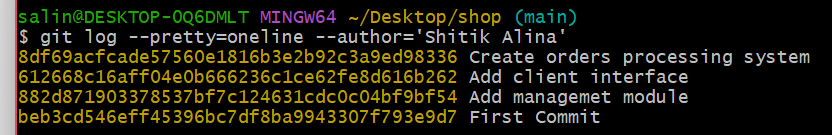 salin@DESKTOP-0Q6DMLT MINGW64 ~/Desktop/shop (main)
$ git log --pretty=oneline --author='Shitik Alina'
8df69acfcade57560e1816b3e2b92c3a9ed98336 Create orders processing system
612668c16aff04e0b666236c1ce62fe8d616b262 Add client interface
882d871903378537bf7c124631cdc0c04bf9bf54 Add managemet module
beb3cd546eff45396bc7df8ba9943307f793e9d7 First Commit